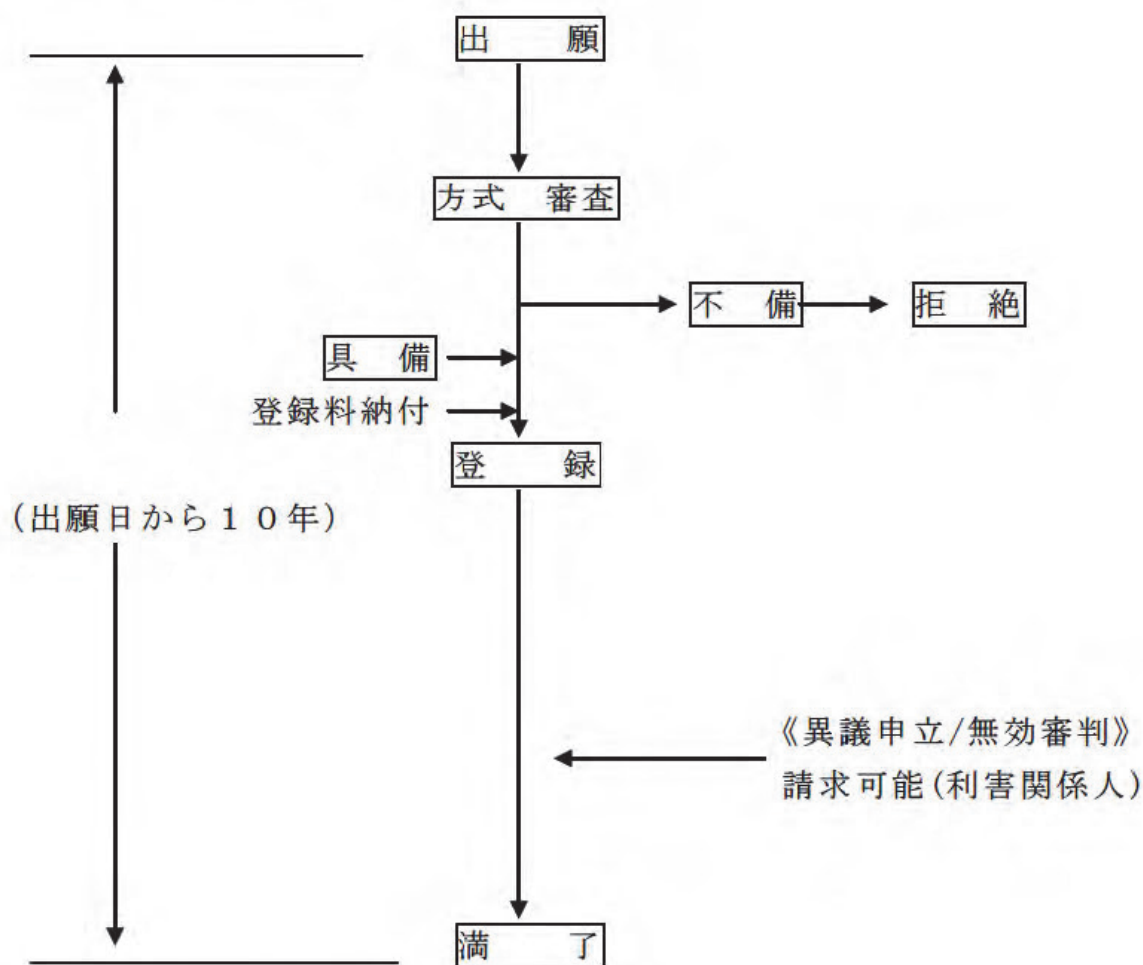 出　願
方式　審査
不　備
拒　絶
具　備
登録料納付
登　録
(出願日から１０年)
《異議申立/無効審判》
請求可能(利害関係人)
満　了